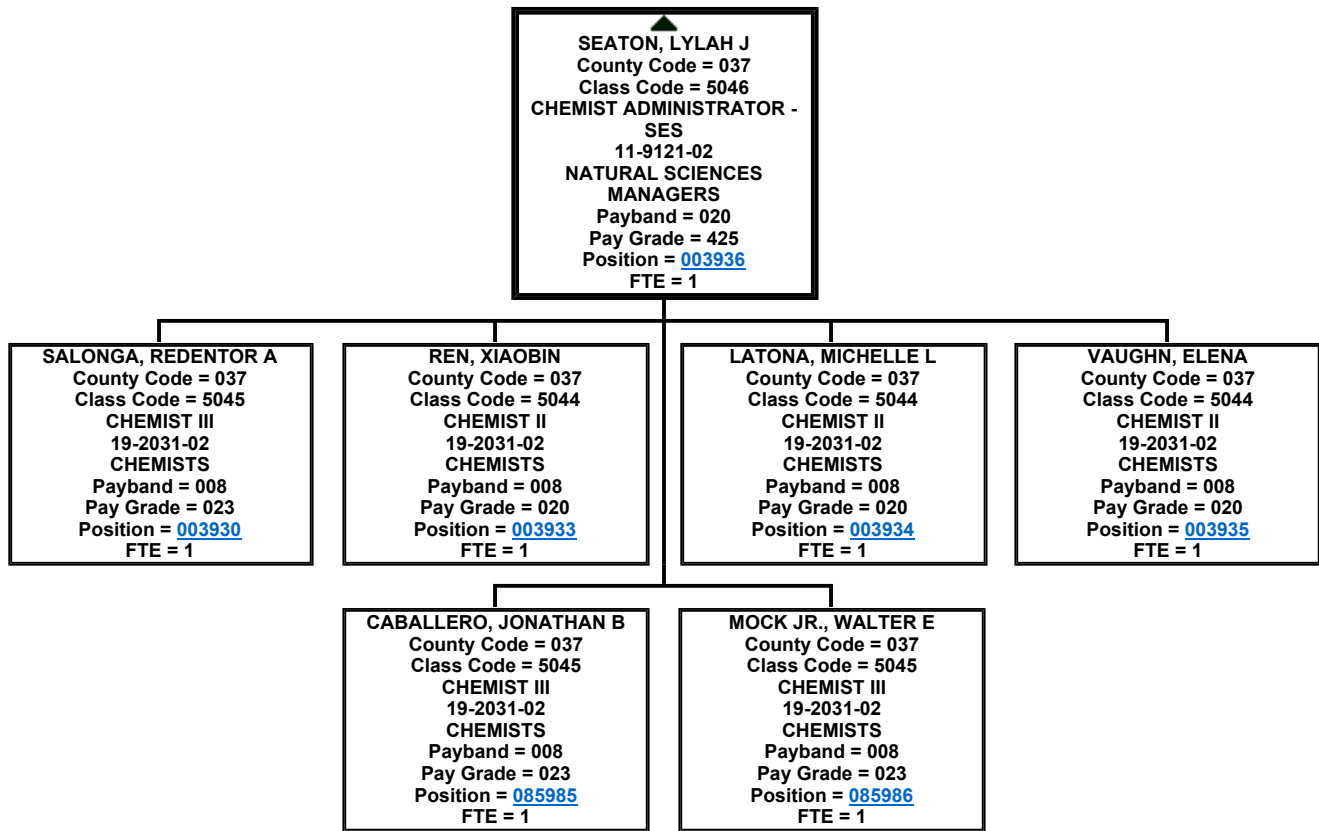 SEATON, LYLAH J
County Code = 037
Class Code = 5046
CHEMIST ADMINISTRATOR -
SES
11-9121-02
NATURAL SCIENCES
MANAGERS
Payband = 020
Pay Grade = 425
Position = 003936
FTE = 1
SALONGA, REDENTOR A
County Code = 037
Class Code = 5045
CHEMIST III
19-2031-02
CHEMISTS
Payband = 008
Pay Grade = 023
Position = 003930
FTE = 1
REN, XIAOBIN
County Code = 037
Class Code = 5044
CHEMIST II
19-2031-02
CHEMISTS
Payband = 008
Pay Grade = 020
Position = 003933
FTE = 1
LATONA, MICHELLE L
County Code = 037
Class Code = 5044
CHEMIST II
19-2031-02
CHEMISTS
Payband = 008
Pay Grade = 020
Position = 003934
FTE = 1
VAUGHN, ELENA
County Code = 037
Class Code = 5044
CHEMIST II
19-2031-02
CHEMISTS
Payband = 008
Pay Grade = 020
Position = 003935
FTE = 1
CABALLERO, JONATHAN B
County Code = 037
Class Code = 5045
CHEMIST III
19-2031-02
CHEMISTS
Payband = 008
Pay Grade = 023
Position = 085985
FTE = 1
MOCK JR., WALTER E
County Code = 037
Class Code = 5045
CHEMIST III
19-2031-02
CHEMISTS
Payband = 008
Pay Grade = 023
Position = 085986
FTE = 1